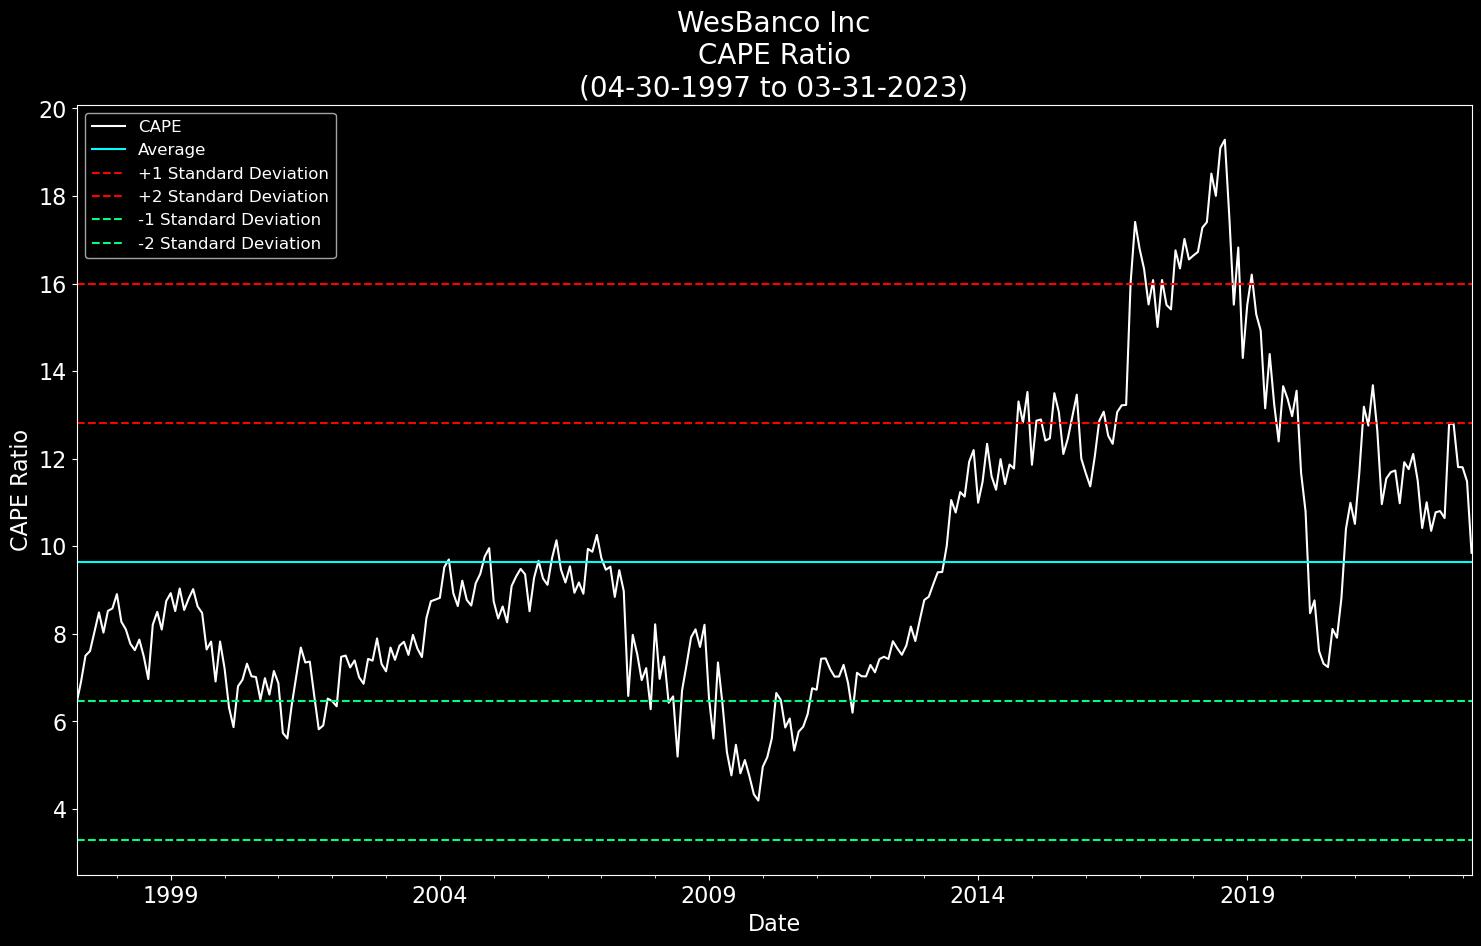 WesBanco Inc
CAPE Ratio
(04-30-1997 to 03-31-2023)
20
18
16
14
12
10
8
6
4
CAPE Ratio
CAPE
Average
+1 Standard Deviation
+2 Standard Deviation
-1 Standard Deviation
-2 Standard Deviation
1999
2004
2009
2014
2019
Date